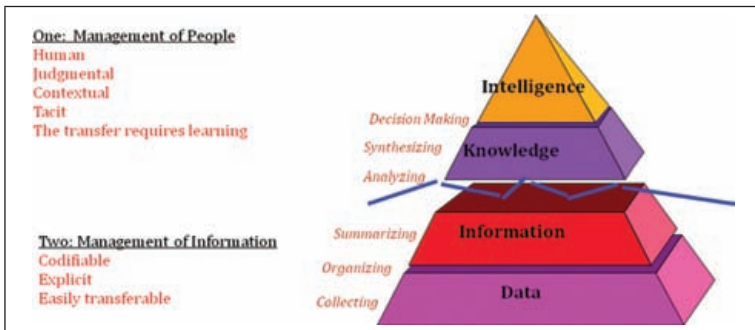 One: Management of People
Human
Judgmental
Contextual
Tacit
The transfer requires learning
Two: Management of Information
Codifiable
Explicit
Easily transferable
Intelligence
Decision Making
Synthesizing
Knowledge
Analyzing
Summarizing
Information
Organizing
Data
Collecting